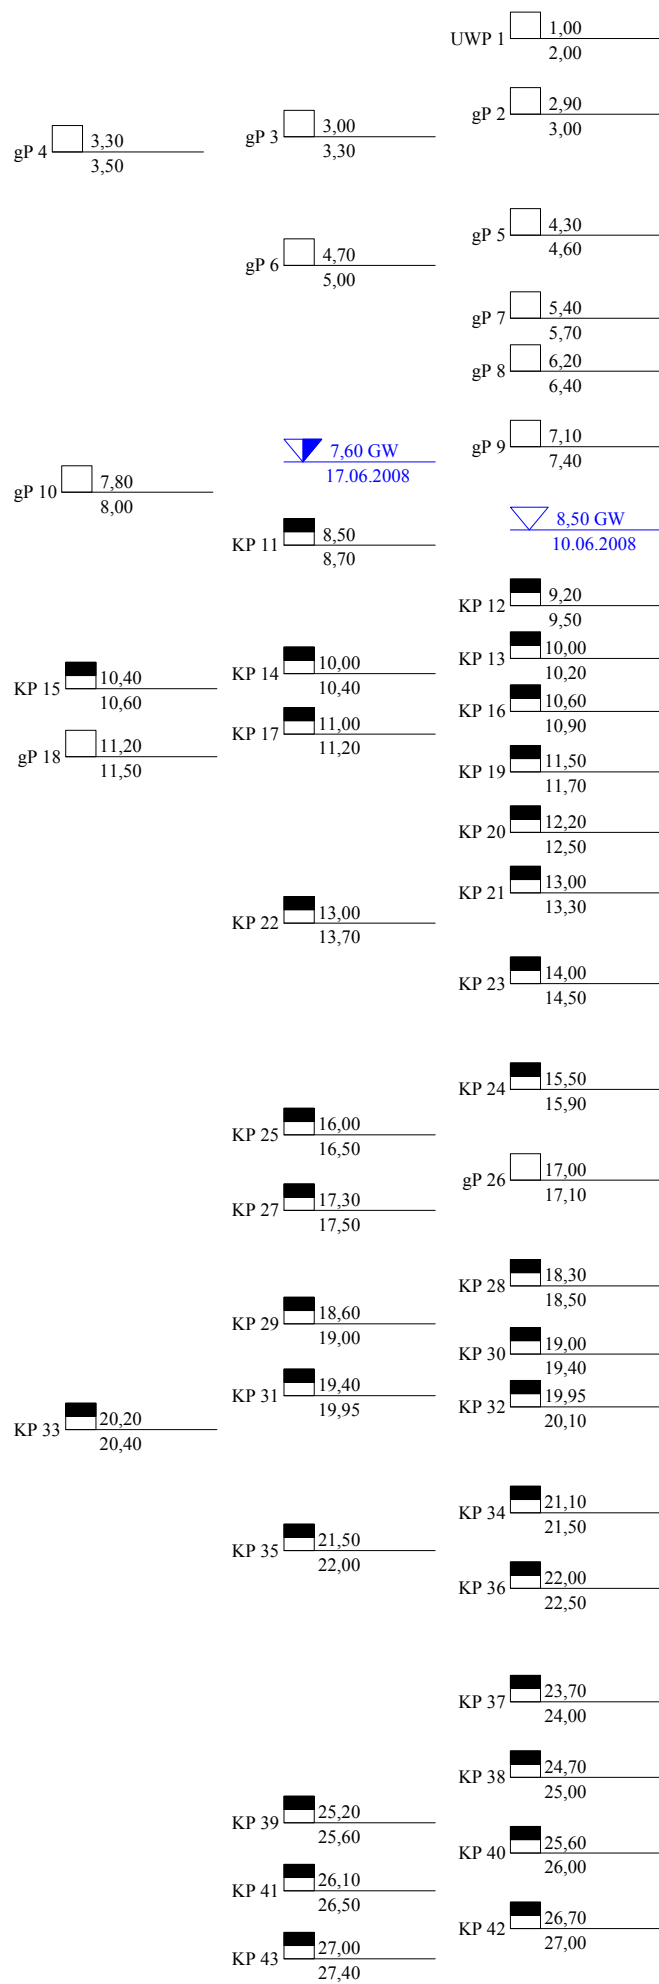 UWP 1 1,00
2,00
gP 2 2,90
3,00
gP 3 3,00
3,30
gP 4 3,30
3,50
gP 5 4,30
4,60
gP 6 4,70
5,00
gP 7 5,40
5,70
gP 8 6,20
6,40
gP 9 7,10
7,40
7,60 GW
17.06.2008
gP 10 7,80
8,00
8,50 GW
10.06.2008
KP 11 8,50
8,70
KP 12 9,20
9,50
KP 13 10,00
10,20
KP 14 10,00
10,40
KP 15 10,40
10,60
KP 16 10,60
10,90
KP 17 11,00
11,20
gP 18 11,20
11,50
KP 19 11,50
11,70
KP 20 12,20
12,50
KP 21 13,00
13,30
KP 22 13,00
13,70
KP 23 14,00
14,50
KP 24 15,50
15,90
KP 25 16,00
16,50
gP 26 17,00
17,10
KP 27 17,30
17,50
KP 28 18,30
18,50
KP 29 18,60
19,00
KP 30 19,00
19,40
KP 31 19,40
19,95
KP 32 19,95
20,10
KP 33 20,20
20,40
KP 34 21,10
21,50
KP 35 21,50
22,00
KP 36 22,00
22,50
KP 37 23,70
24,00
KP 38 24,70
25,00
KP 39 25,20
25,60
KP 40 25,60
26,00
KP 41 26,10
26,50
KP 42 26,70
27,00
KP 43 27,00
27,40